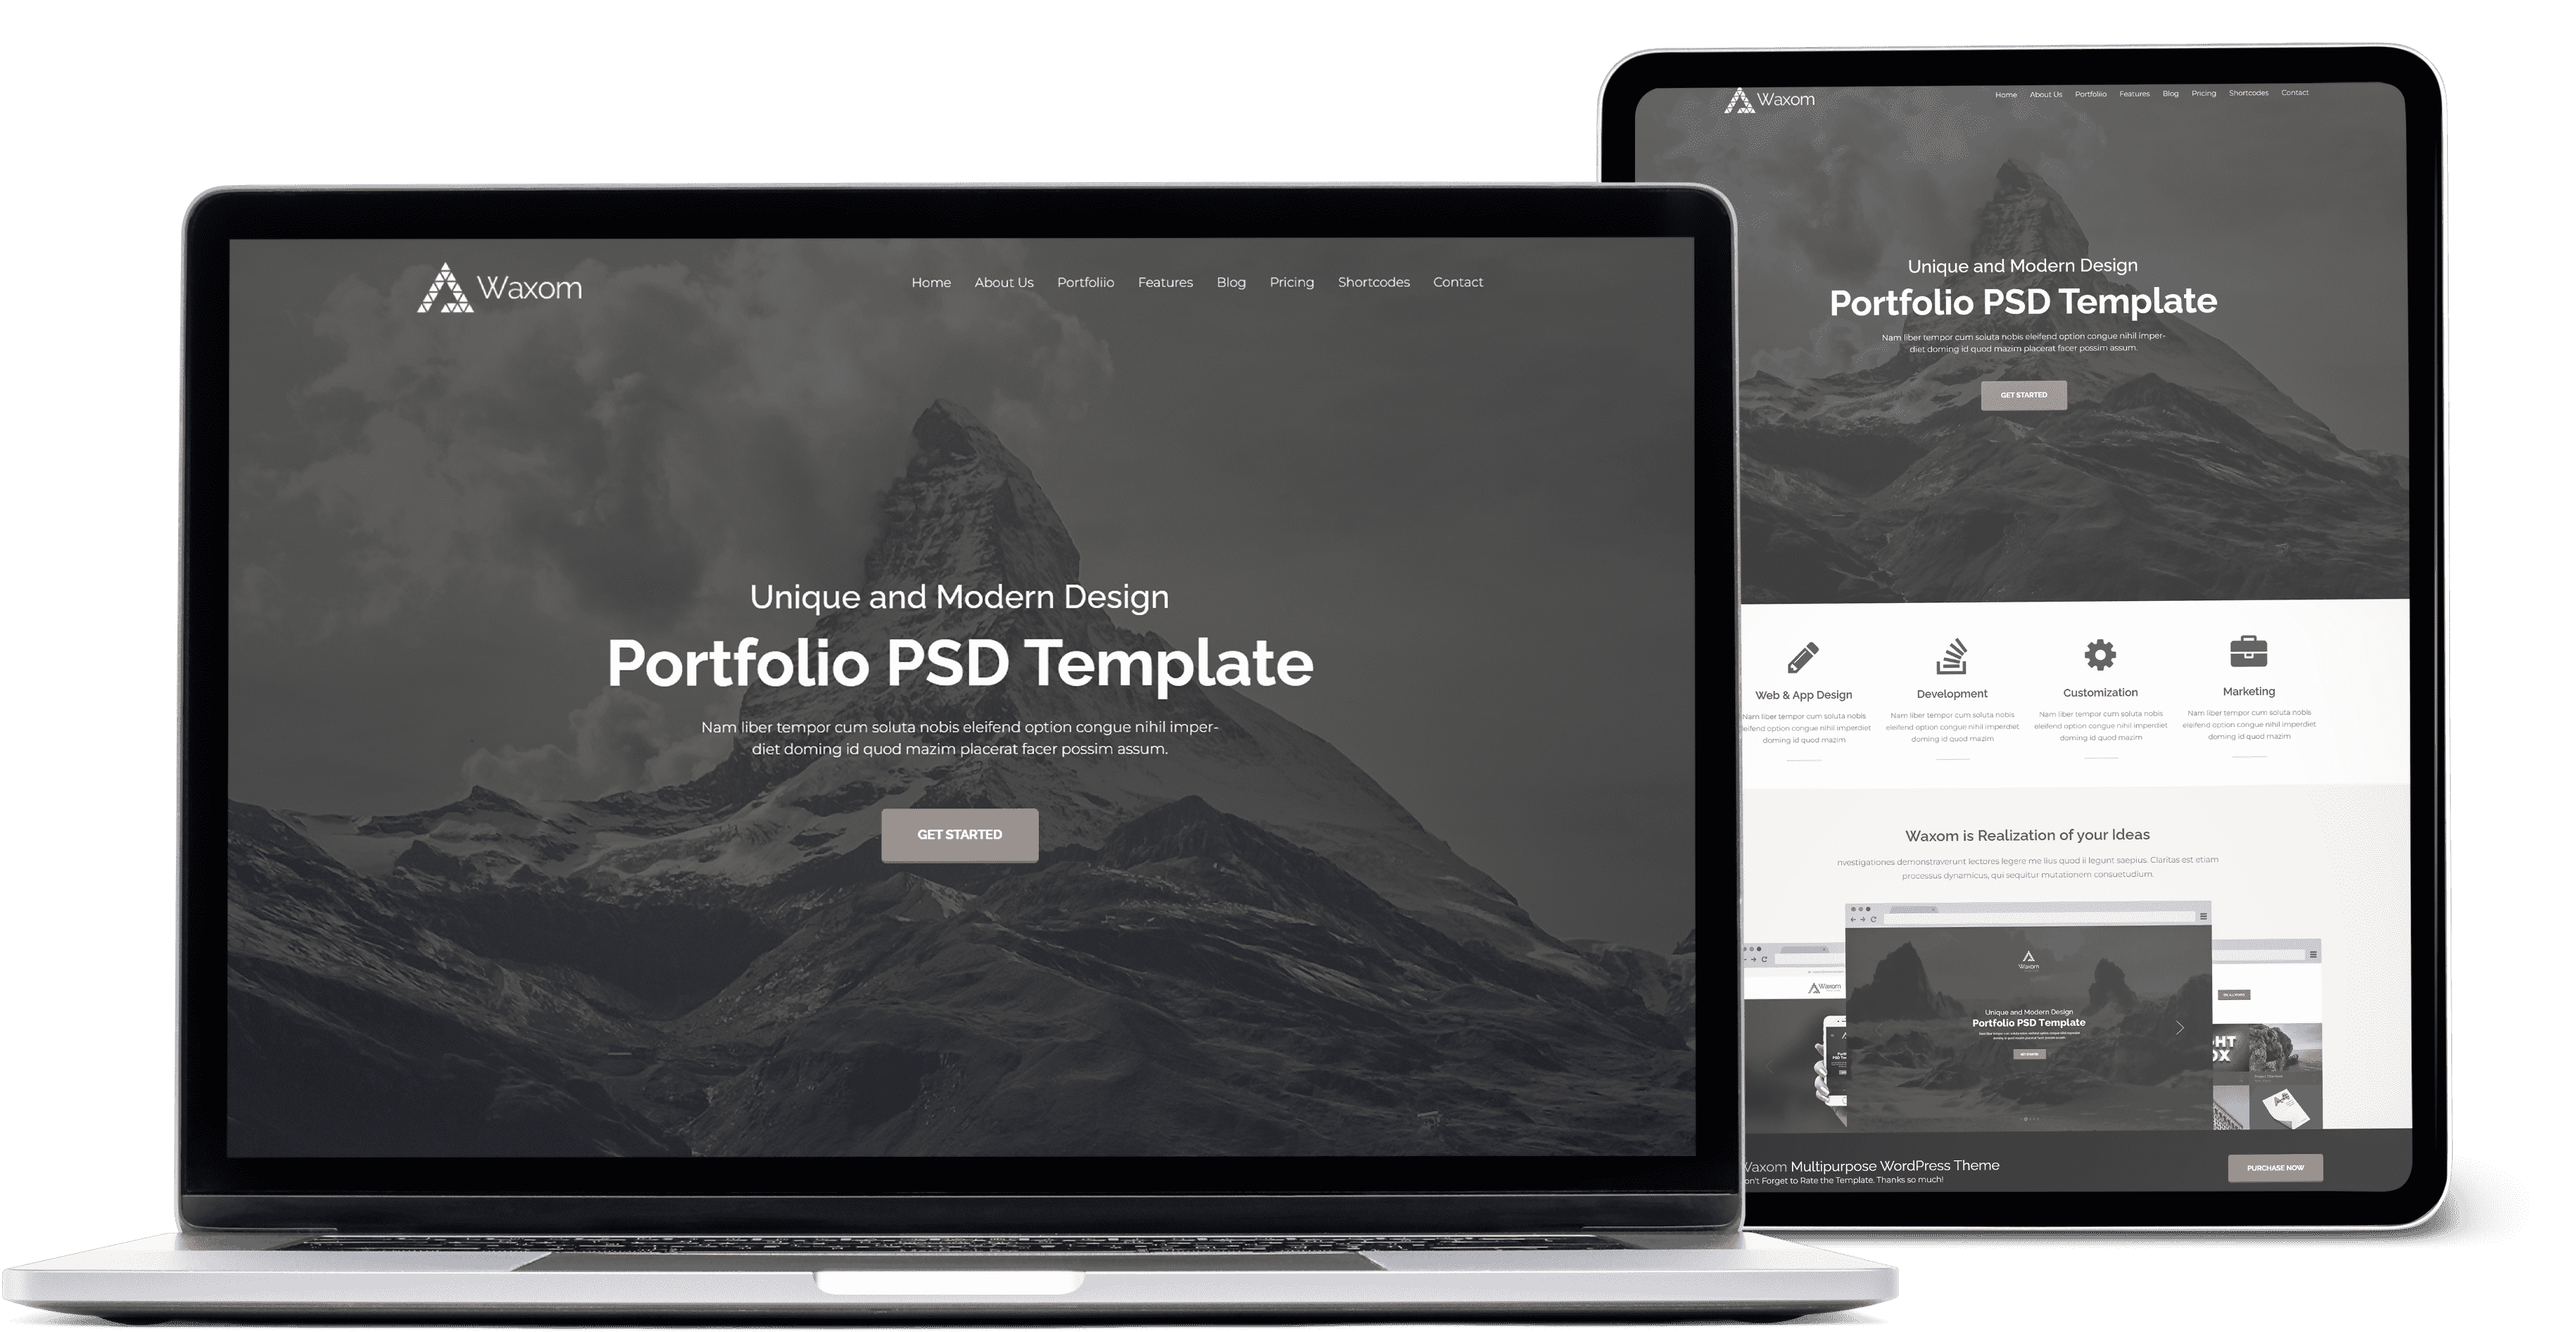 Waxom
Home About Us Portfoliio Features Blog Pricing Shortcodes Contact
Unique and Modern Design
Portfolio PSD Template
Nam liber tempor cum soluta nobis eleifend option congue nihil imper-
diet doming id quod mazim placerat facer possim assum.
GET STARTED
Waxom
Home About Us Portfoliio Features Blog Pricing Shortcodes Contact
Unique and Modern Design
Portfolio PSD Template
Nam liber tempor cum soluta nobis eleifend option congue nihil imper-
diet doming id quod mazim placerat facer possim assum.
GET STARTED
Web & App Design
Nam liber tempor cum soluta nobis
eleifend option congue nihil imperdiet
doming id quod mazim
Development
Nam liber tempor cum soluta nobis
eleifend option congue nihil imperdiet
doming id quod mazim
Customization
Nam liber tempor cum soluta nobis
eleifend option congue nihil imperdiet
doming id quod mazim
Marketing
Nam liber tempor cum soluta nobis
eleifend option congue nihil imperdiet
doming id quod mazim
Waxom is Realization of your Ideas
nvestigationes demonstraverunt lectores legere me lius quod ii legunt saepius. Claritas est etiam
processus dynamicus, qui sequitur mutationem consuetudium.
Waxom
Waxom
Unique and Modern Design
Portfolio PSD Template
GET STARTED
Waxom Multipurpose WordPress Theme
on't Forget to Rate the Template. Thanks so much!
PURCHASE NOW